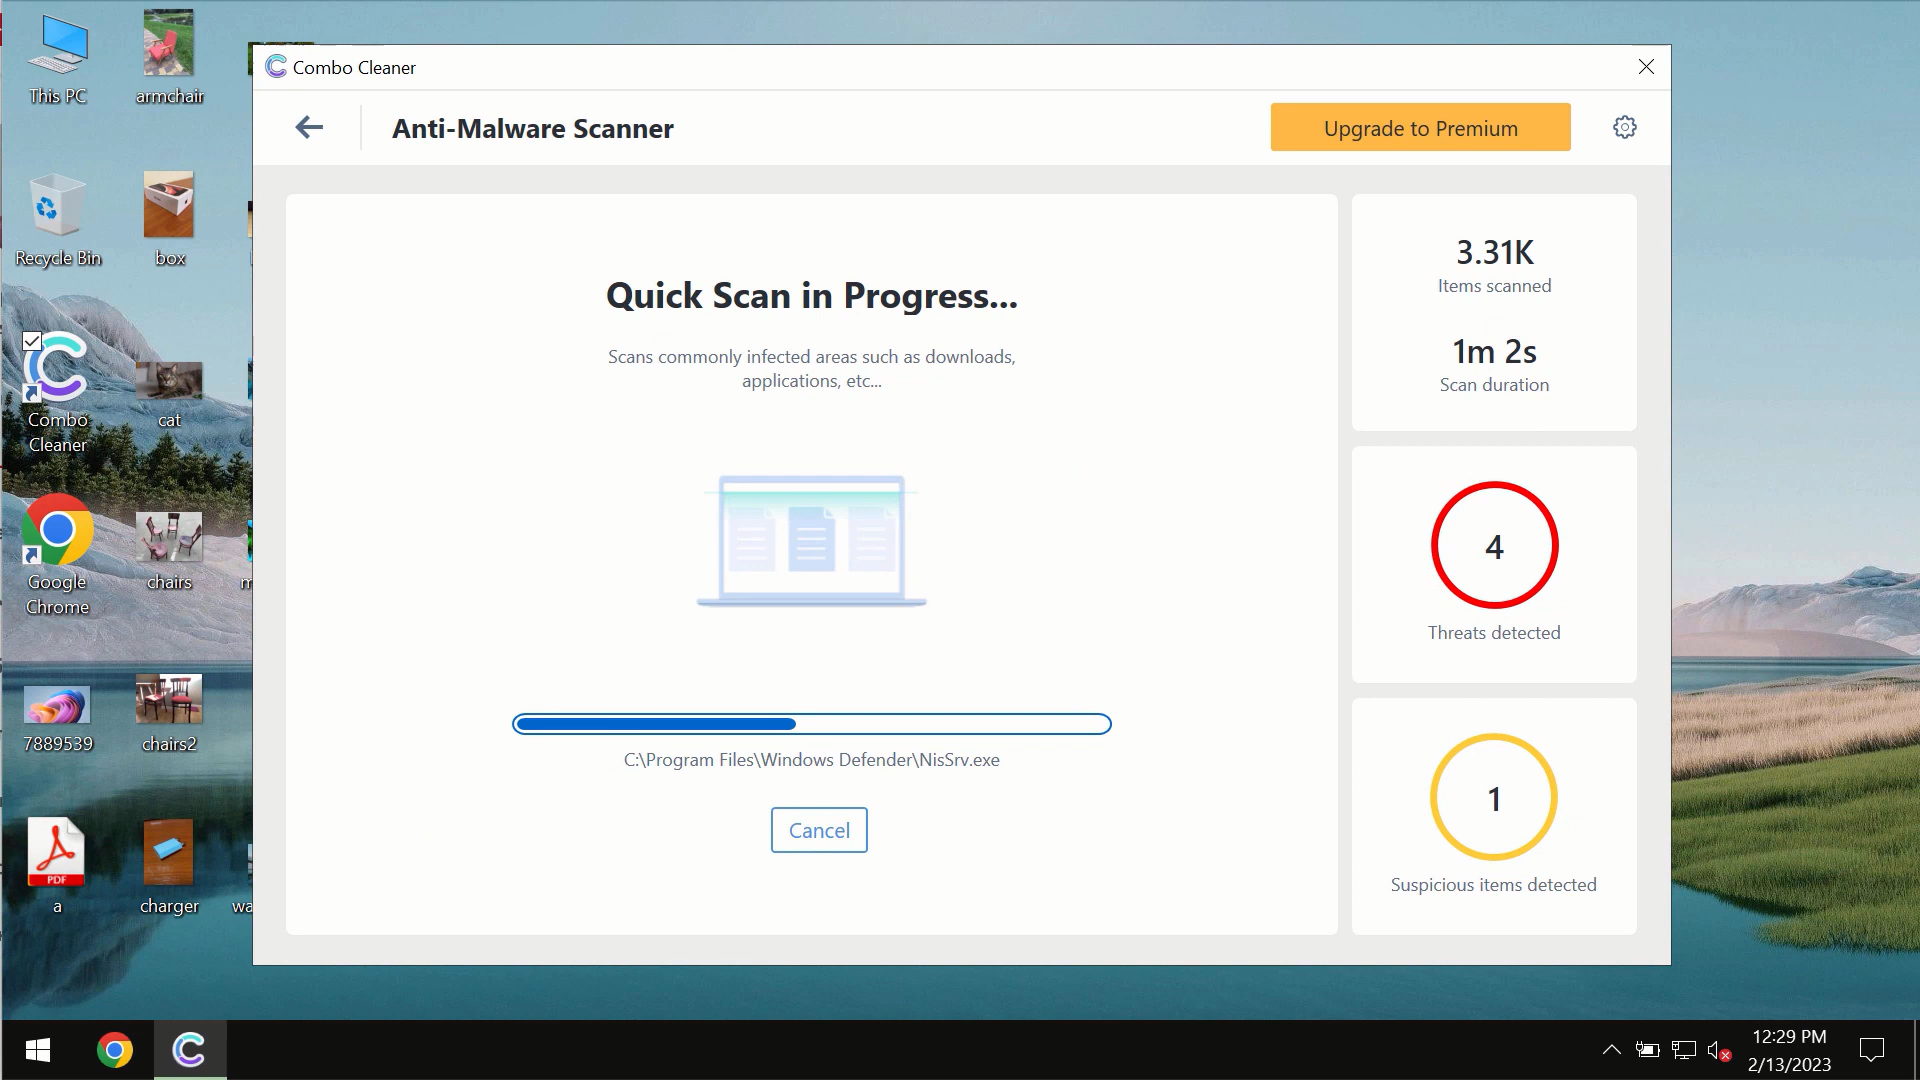 This PC
armchair
Recycle Bin
box
Combo
Cleaner
cat
Google
Chrome
chairs
7889539
chairs2
PDF
a
charger
Combo Cleaner
Anti-Malware Scanner
Upgrade to Premium
Quick Scan in Progress...
Scans commonly infected areas such as downloads,
applications, etc...
C:\Program Files\Windows Defender\NisSrv.exe
Cancel
3.31K
Items scanned
1m 2s
Scan duration
4
Threats detected
1
Suspicious items detected
12:29 PM
2/13/2023